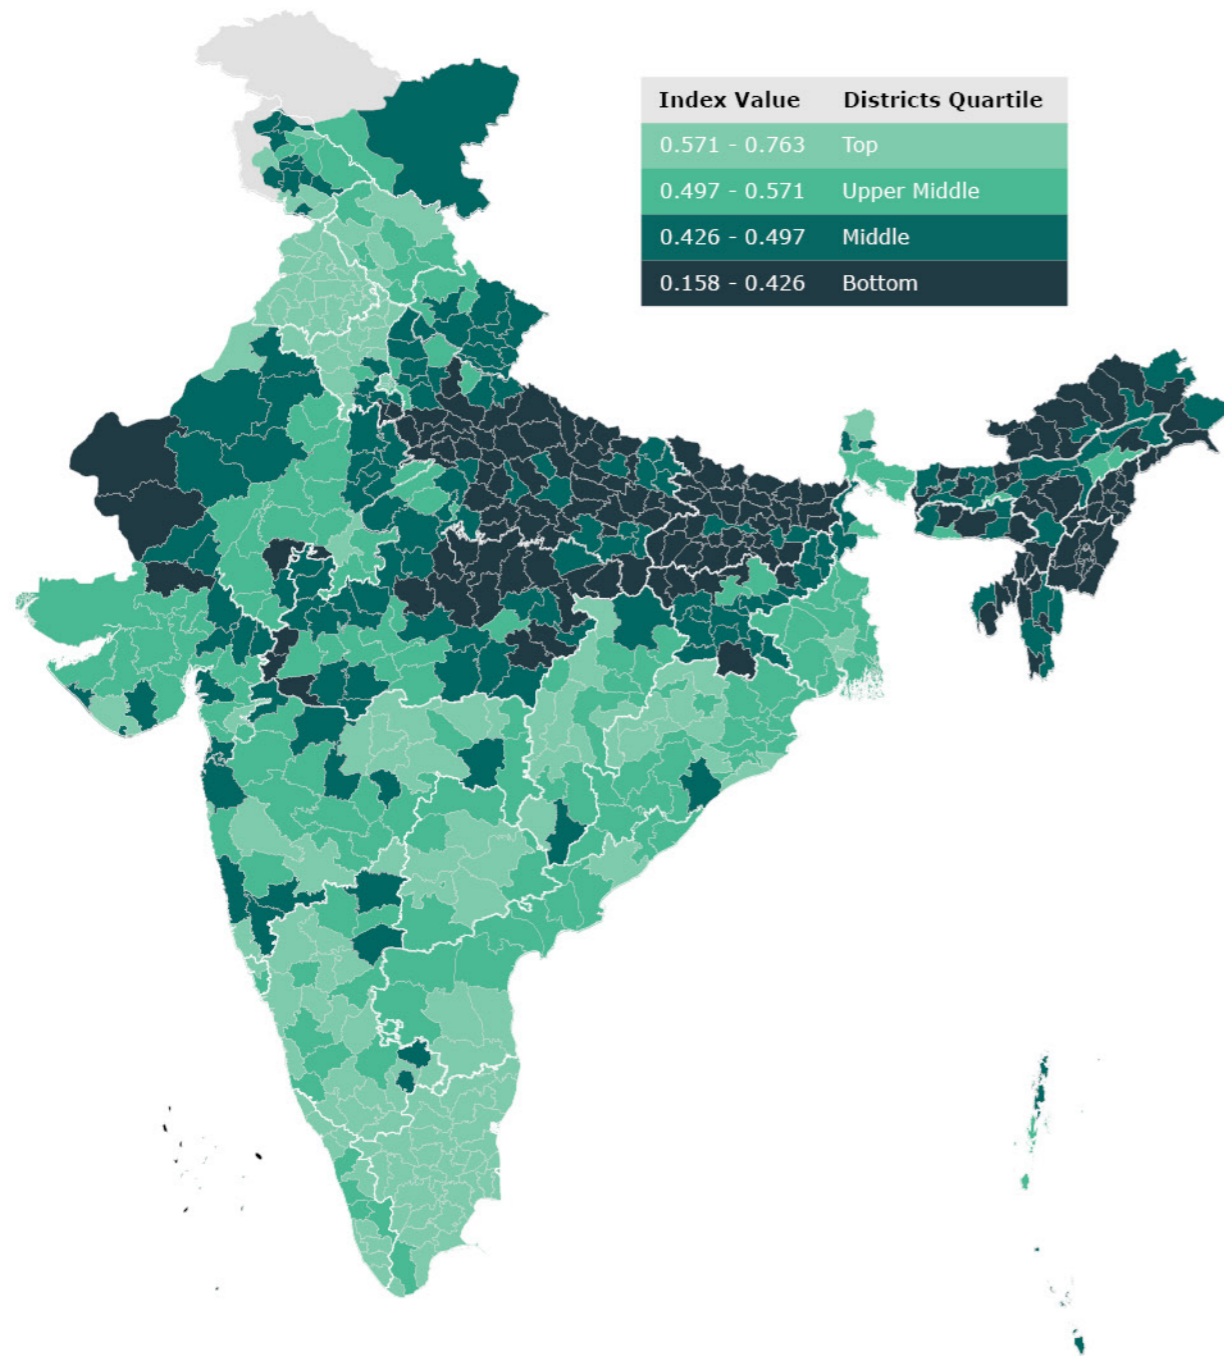 Index Value Districts Quartile
0.571 - 0.763 Top
0.497 - 0.571 Upper Middle
0.426 - 0.497 Middle
0.158 - 0.426 Bottom